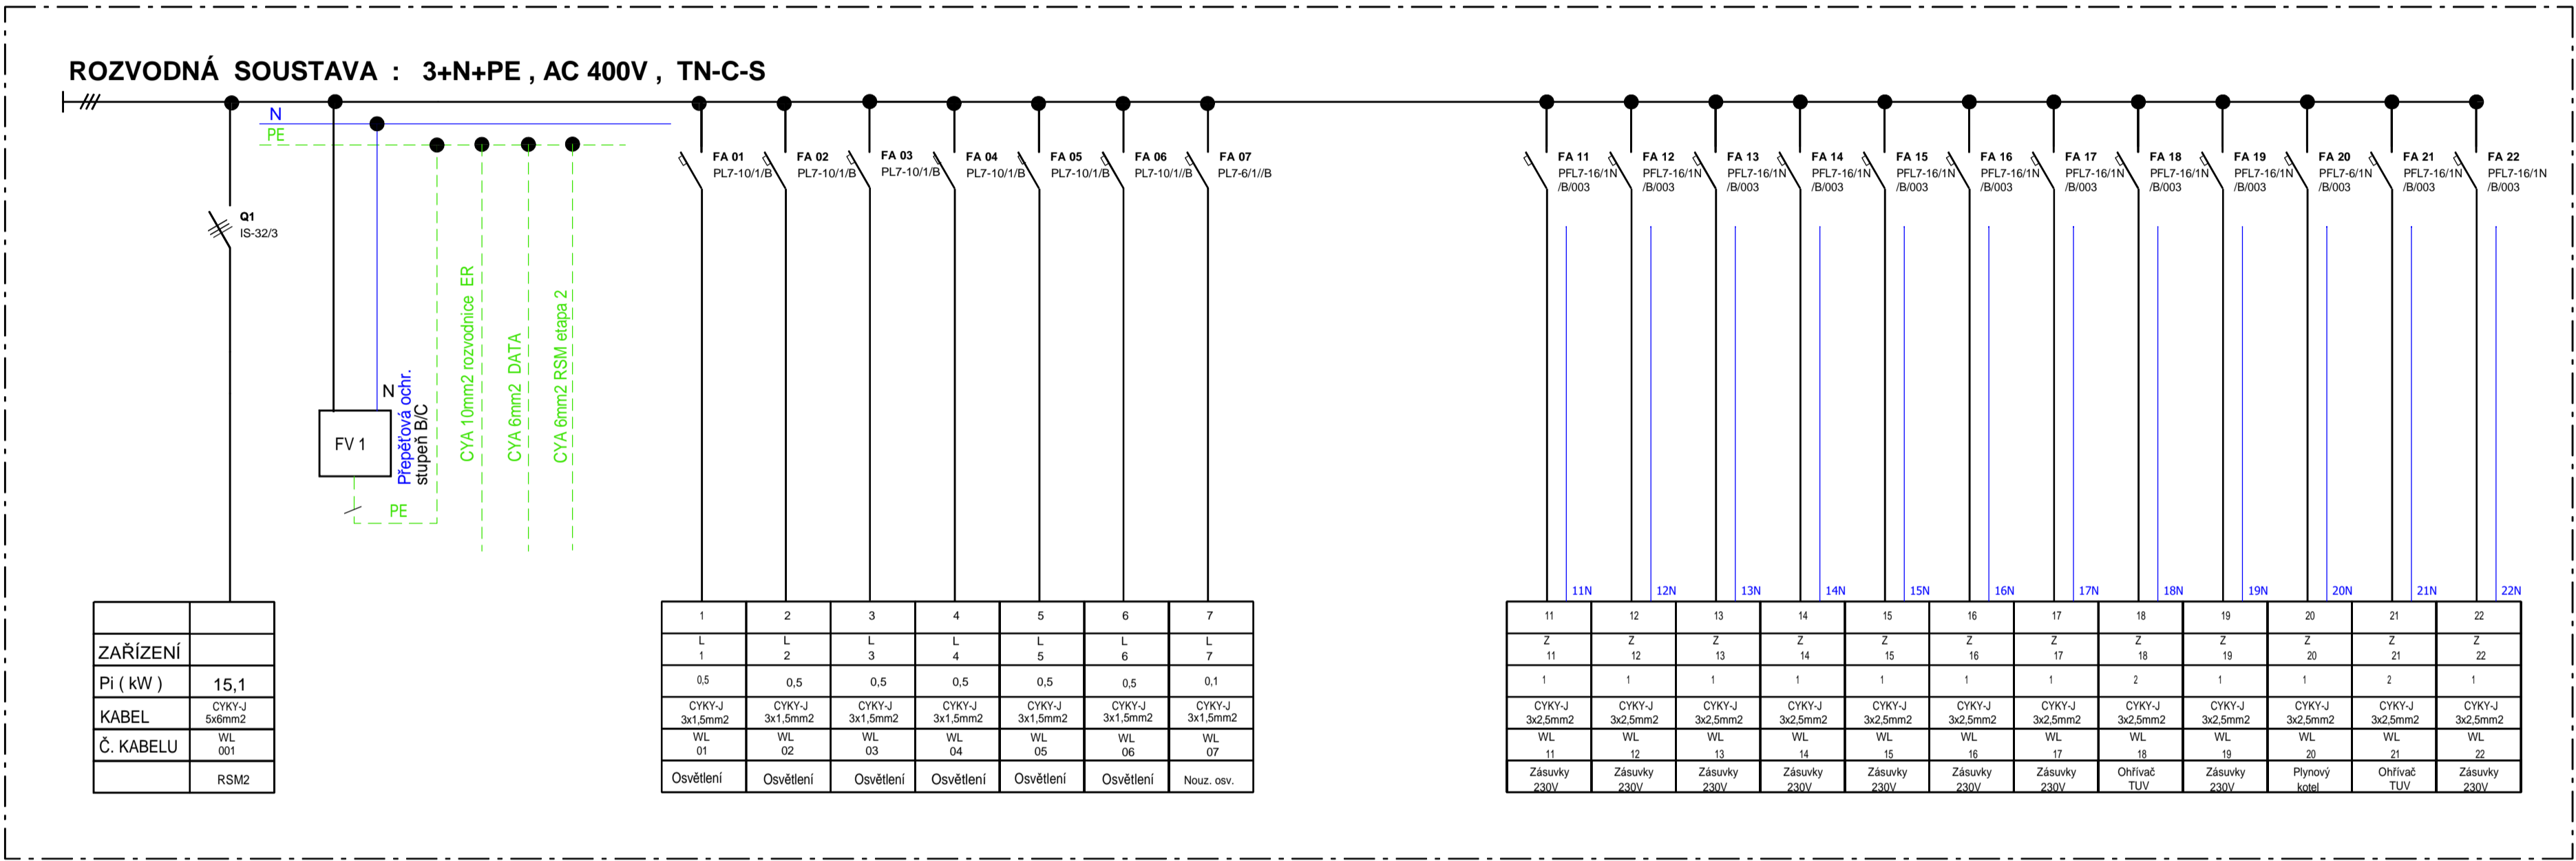 ROZVODNÁ SOUSTAVA : 3+N+PE , AC 400V , TN-C-S
N
PE
Q1
IS-32/3
FV 1
N
Přepěťová ochr.
stupeň B/C
PE
CYA 10mm2 rozvodnice ER
CYA 6mm2 DATA
CYA 6mm2 RSM etapa 2
FA 01
PL7-10/1/B
FA 02
PL7-10/1/B
FA 03
PL7-10/1/B
FA 04
PL7-10/1/B
FA 05
PL7-10/1/B
FA 06
PL7-10/1//B
FA 07
PL7-6/1//B
FA 11
PFL7-16/1N
/B/003
FA 12
PFL7-16/1N
/B/003
FA 13
PFL7-16/1N
/B/003
FA 14
PFL7-16/1N
/B/003
FA 15
PFL7-16/1N
/B/003
FA 16
PFL7-16/1N
/B/003
FA 17
PFL7-16/1N
/B/003
FA 18
PFL7-16/1N
/B/003
FA 19
PFL7-16/1N
/B/003
FA 20
PFL7-6/1N
/B/003
FA 21
PFL7-16/1N
/B/003
FA 22
PFL7-16/1N
/B/003
11N 12N 13N 14N 15N 16N 17N 18N 19N 20N 21N 22N
ZAŘÍZENÍ
Pi ( kW ) 15,1
KABEL CYKY-J
5x6mm2
Č. KABELU WL
001
RSM2
1 2 3 4 5 6 7
L L L L L L L
1 2 3 4 5 6 7
0,5 0,5 0,5 0,5 0,5 0,5 0,1
CYKY-J CYKY-J CYKY-J CYKY-J CYKY-J CYKY-J CYKY-J
3x1,5mm2 3x1,5mm2 3x1,5mm2 3x1,5mm2 3x1,5mm2 3x1,5mm2 3x1,5mm2
WL WL WL WL WL WL WL
01 02 03 04 05 06 07
Osvětlení Osvětlení Osvětlení Osvětlení Osvětlení Osvětlení Nouz. osv.
11 12 13 14 15 16 17 18 19 20 21 22
Z Z Z Z Z Z Z Z Z Z Z Z
11 12 13 14 15 16 17 18 19 20 21 22
1 1 1 1 1 1 1 2 1 1 2 1
CYKY-J CYKY-J CYKY-J CYKY-J CYKY-J CYKY-J CYKY-J CYKY-J CYKY-J CYKY-J CYKY-J CYKY-J
3x2,5mm2 3x2,5mm2 3x2,5mm2 3x2,5mm2 3x2,5mm2 3x2,5mm2 3x2,5mm2 3x2,5mm2 3x2,5mm2 3x2,5mm2 3x2,5mm2 3x2,5mm2
WL WL WL WL WL WL WL WL WL WL WL WL
11 12 13 14 15 16 17 18 19 20 21 22
Zásuvky Zásuvky Zásuvky Zásuvky Zásuvky Zásuvky Zásuvky Ohřívač Zásuvky Plynový Ohřívač Zásuvky
230V 230V 230V 230V 230V 230V 230V TUV 230V kotel TUV 230V